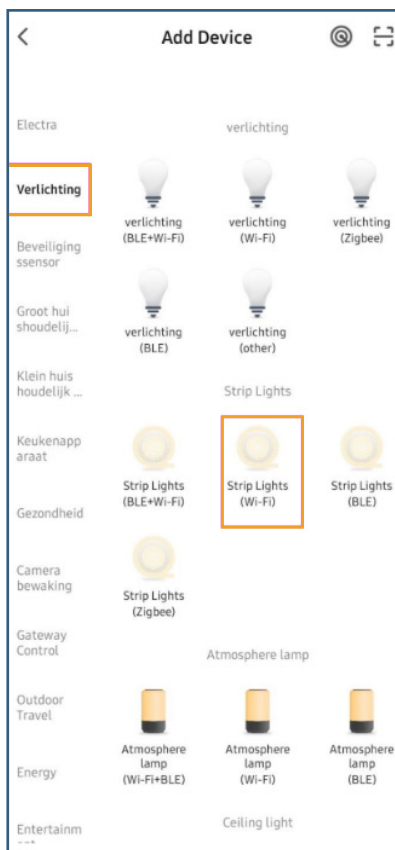 Add Device
Electra
Verlichting
Beveiliging
ssensor
Groot hui
shoudelij...
Klein huis
houdelijk ...
Keukenapp
araat
Gezondheid
Camera
bewaking
Gateway
Control
Outdoor
Travel
Energy
Entertainm
verlichting
verlichting
(BLE+Wi-Fi)
verlichting
(Wi-Fi)
verlichting
(Zigbee)
verlichting
(BLE)
verlichting
(other)
Strip Lights
Strip Lights
(BLE+Wi-Fi)
Strip Lights
(Wi-Fi)
Strip Lights
(BLE)
Strip Lights
(Zigbee)
Atmosphere lamp
Atmosphere
lamp
(Wi-Fi+BLE)
Atmosphere
lamp
(Wi-Fi)
Atmosphere
lamp
(BLE)
Ceiling light